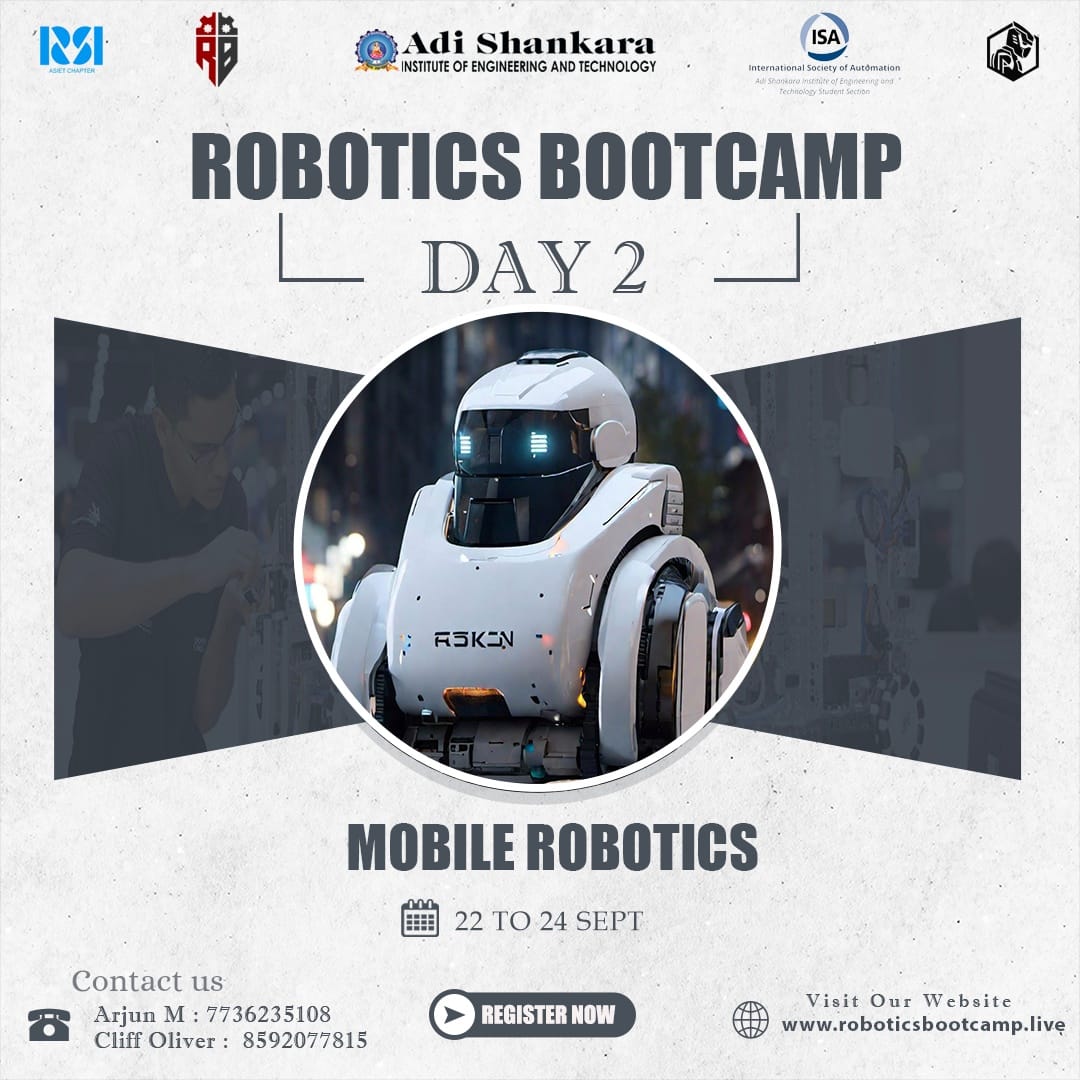 RSI
ASIET CHAPTER
RB
Adi Shankara
INSTITUTE OF ENGINEERING AND TECHNOLOGY
ISA
International Society of Automation
Adi Shankara Institute of Engineering and
Technology Student Section
ROBOTICS BOOTCAMP
DAY 2
MOBILE ROBOTICS
22 TO 24 SEPT
Contact us
Arjun M : 7736235108
Cliff Oliver : 8592077815
REGISTER NOW
Visit Our Website
www.roboticsbootcamp.live